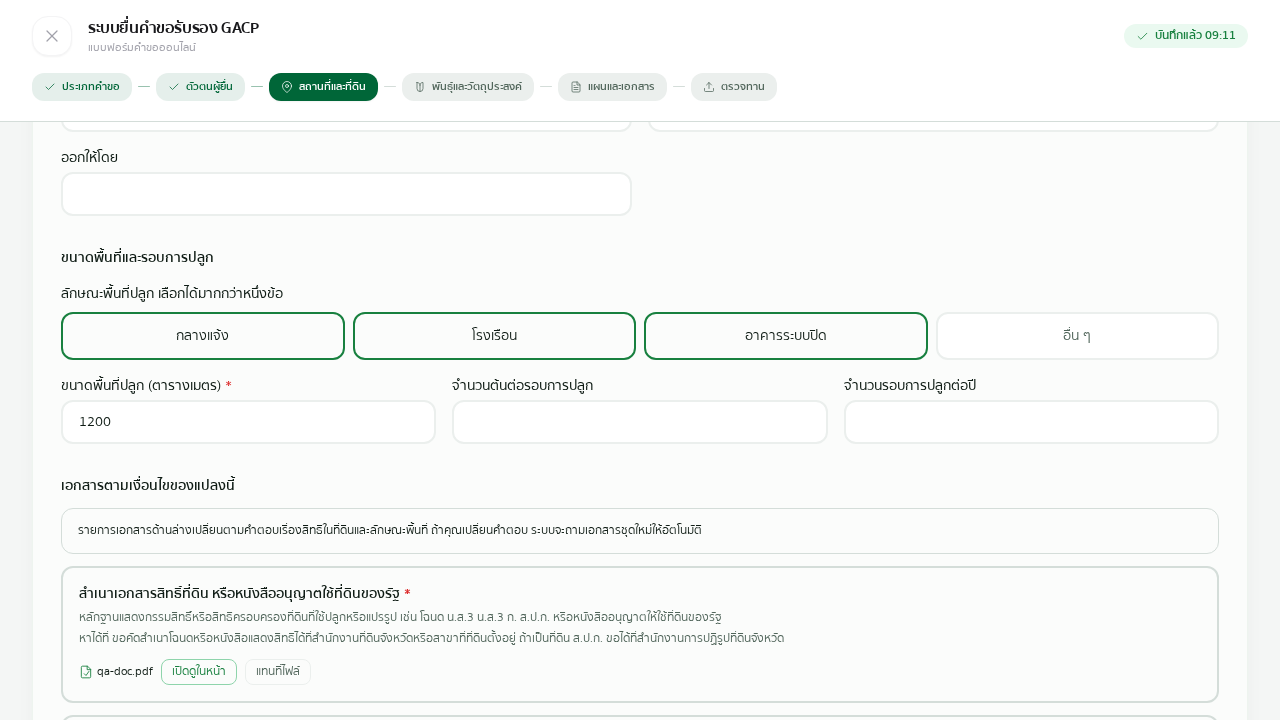 ระบบยื่นคำขอรับรอง GACP
แบบฟอร์มคำขอออนไลน์
บันทึกแล้ว 09:11
ประเภทคำขอ
ตัวตนผู้ยื่น
สถานที่และที่ดิน
พันธุ์และวัตถุประสงค์
แผนและเอกสาร
ตรวจทาน
ออกให้โดย
ขนาดพื้นที่และรอบการปลูก
ลักษณะพื้นที่ปลูก เลือกได้มากกว่าหนึ่งข้อ
กลางแจ้ง
โรงเรือน
อาคารระบบปิด
อื่น ๆ
ขนาดพื้นที่ปลูก (ตารางเมตร) *
จำนวนต้นต่อรอบการปลูก
จำนวนรอบการปลูกต่อปี
1200
เอกสารตามเงื่อนไขของแปลงนี้
รายการเอกสารด้านล่างเปลี่ยนตามคำตอบเรื่องสิทธิในที่ดินและลักษณะพื้นที่ ถ้าคุณเปลี่ยนคำตอบ ระบบจะถามเอกสารชุดใหม่ให้อัตโนมัติ
สำเนาเอกสารสิทธิ์ที่ดิน หรือหนังสืออนุญาตใช้ที่ดินของรัฐ *
หลักฐานแสดงกรรมสิทธิ์หรือสิทธิครอบครองที่ดินที่ใช้ปลูกหรือแปรรูป เช่น โฉนด น.ส.3 น.ส.3 ก. ส.ป.ก. หรือหนังสืออนุญาตให้ใช้ที่ดินของรัฐ
หาได้ที่ ขอคัดสำเนาโฉนดหรือหนังสือแสดงสิทธิได้ที่สำนักงานที่ดินจังหวัดหรือสาขาที่ที่ดินตั้งอยู่ ถ้าเป็นที่ดิน ส.ป.ก. ขอได้ที่สำนักงานการปฏิรูปที่ดินจังหวัด
qa-doc.pdf
เปิดดูในหน้า
แทนที่ไฟล์